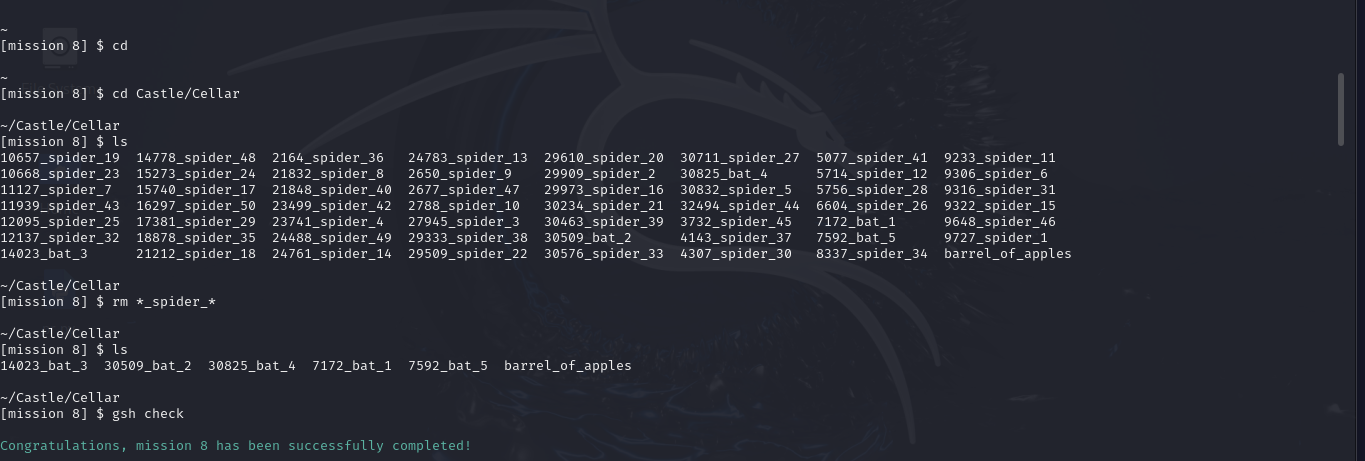 ~
[mission 8] $ cd
~
[mission 8] $ cd Castle/Cellar
~/Castle/Cellar
[mission 8] $ ls
10657_spider_19  14778_spider_48  2164_spider_36   24783_spider_13  29610_spider_20  30711_spider_27  5077_spider_41  9233_spider_11
10668_spider_23  15273_spider_24  21832_spider_8   2650_spider_9    29909_spider_2   30825_bat_4      5714_spider_12  9306_spider_6
11127_spider_7   15740_spider_17  21848_spider_40  2677_spider_47   29973_spider_16  30832_spider_5   5756_spider_28  9316_spider_31
11939_spider_43  16297_spider_50  23499_spider_42  2788_spider_10   30234_spider_21  32494_spider_44  6604_spider_26  9322_spider_15
12095_spider_25  17381_spider_29  23741_spider_4   27945_spider_3   30463_spider_39  3732_spider_45   7172_bat_1      9648_spider_46
12137_spider_32  18878_spider_35  24488_spider_49  29333_spider_38  30509_bat_2      4143_spider_37   7592_bat_5      9727_spider_1
14023_bat_3      21212_spider_18  24761_spider_14  29509_spider_22  30576_spider_33  4307_spider_30   8337_spider_34  barrel_of_apples
~/Castle/Cellar
[mission 8] $ rm *_spider_*
~/Castle/Cellar
[mission 8] $ ls
14023_bat_3  30509_bat_2  30825_bat_4  7172_bat_1  7592_bat_5  barrel_of_apples
~/Castle/Cellar
[mission 8] $ gsh check
Congratulations, mission 8 has been successfully completed!